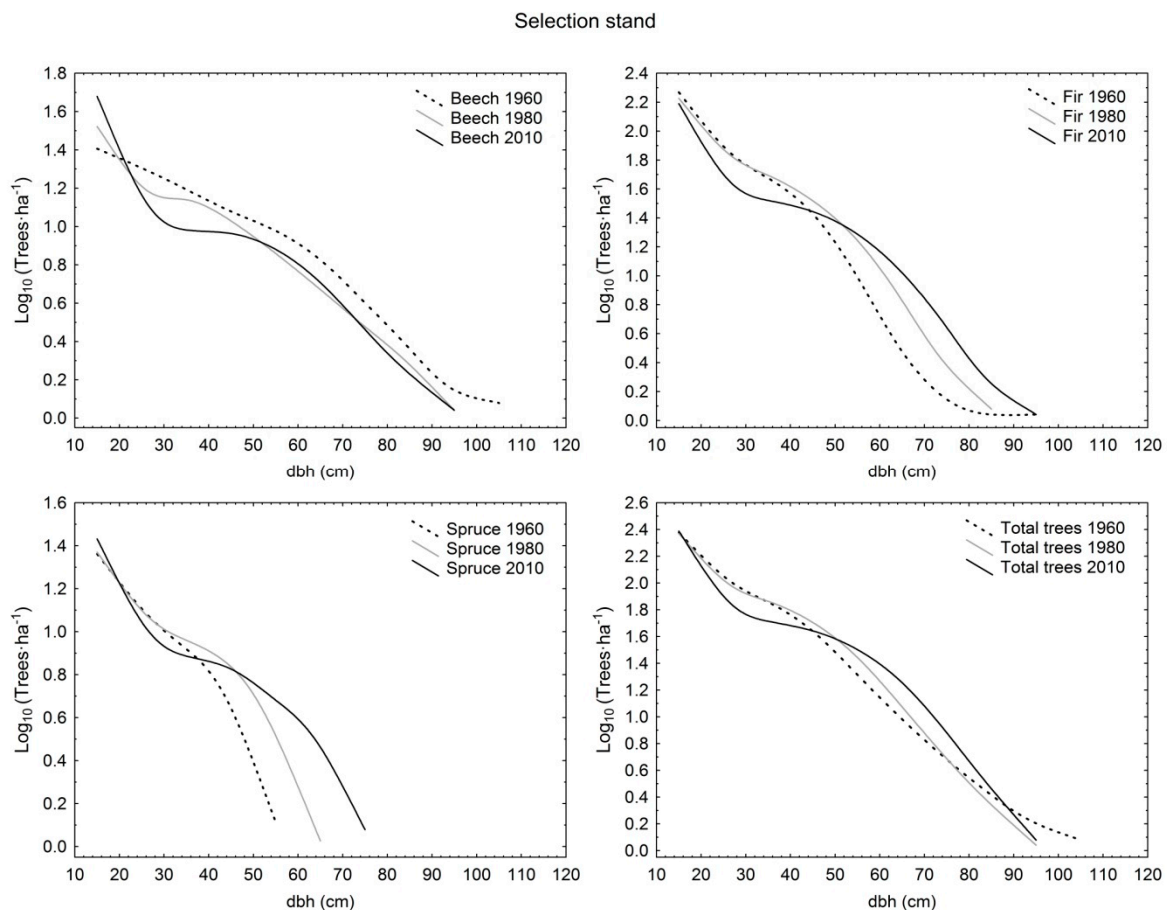 Selection stand
Log₁₀ (Trees·ha⁻¹)
1.8
1.6
1.4
1.2
1.0
0.8
0.6
0.4
0.2
0.0
Beech 1960
Beech 1980
Beech 2010
10 20 30 40 50 60 70 80 90 100 110 120
dbh (cm)
Log₁₀ (Trees·ha⁻¹)
2.4
2.2
2.0
1.8
1.6
1.4
1.2
1.0
0.8
0.6
0.4
0.2
0.0
Fir 1960
Fir 1980
Fir 2010
10 20 30 40 50 60 70 80 90 100 110 120
dbh (cm)
Log₁₀ (Trees·ha⁻¹)
1.6
1.4
1.2
1.0
0.8
0.6
0.4
0.2
0.0
Spruce 1960
Spruce 1980
Spruce 2010
10 20 30 40 50 60 70 80 90 100 110 120
dbh (cm)
Log₁₀ (Trees·ha⁻¹)
2.6
2.4
2.2
2.0
1.8
1.6
1.4
1.2
1.0
0.8
0.6
0.4
0.2
0.0
Total trees 1960
Total trees 1980
Total trees 2010
10 20 30 40 50 60 70 80 90 100 110 120
dbh (cm)